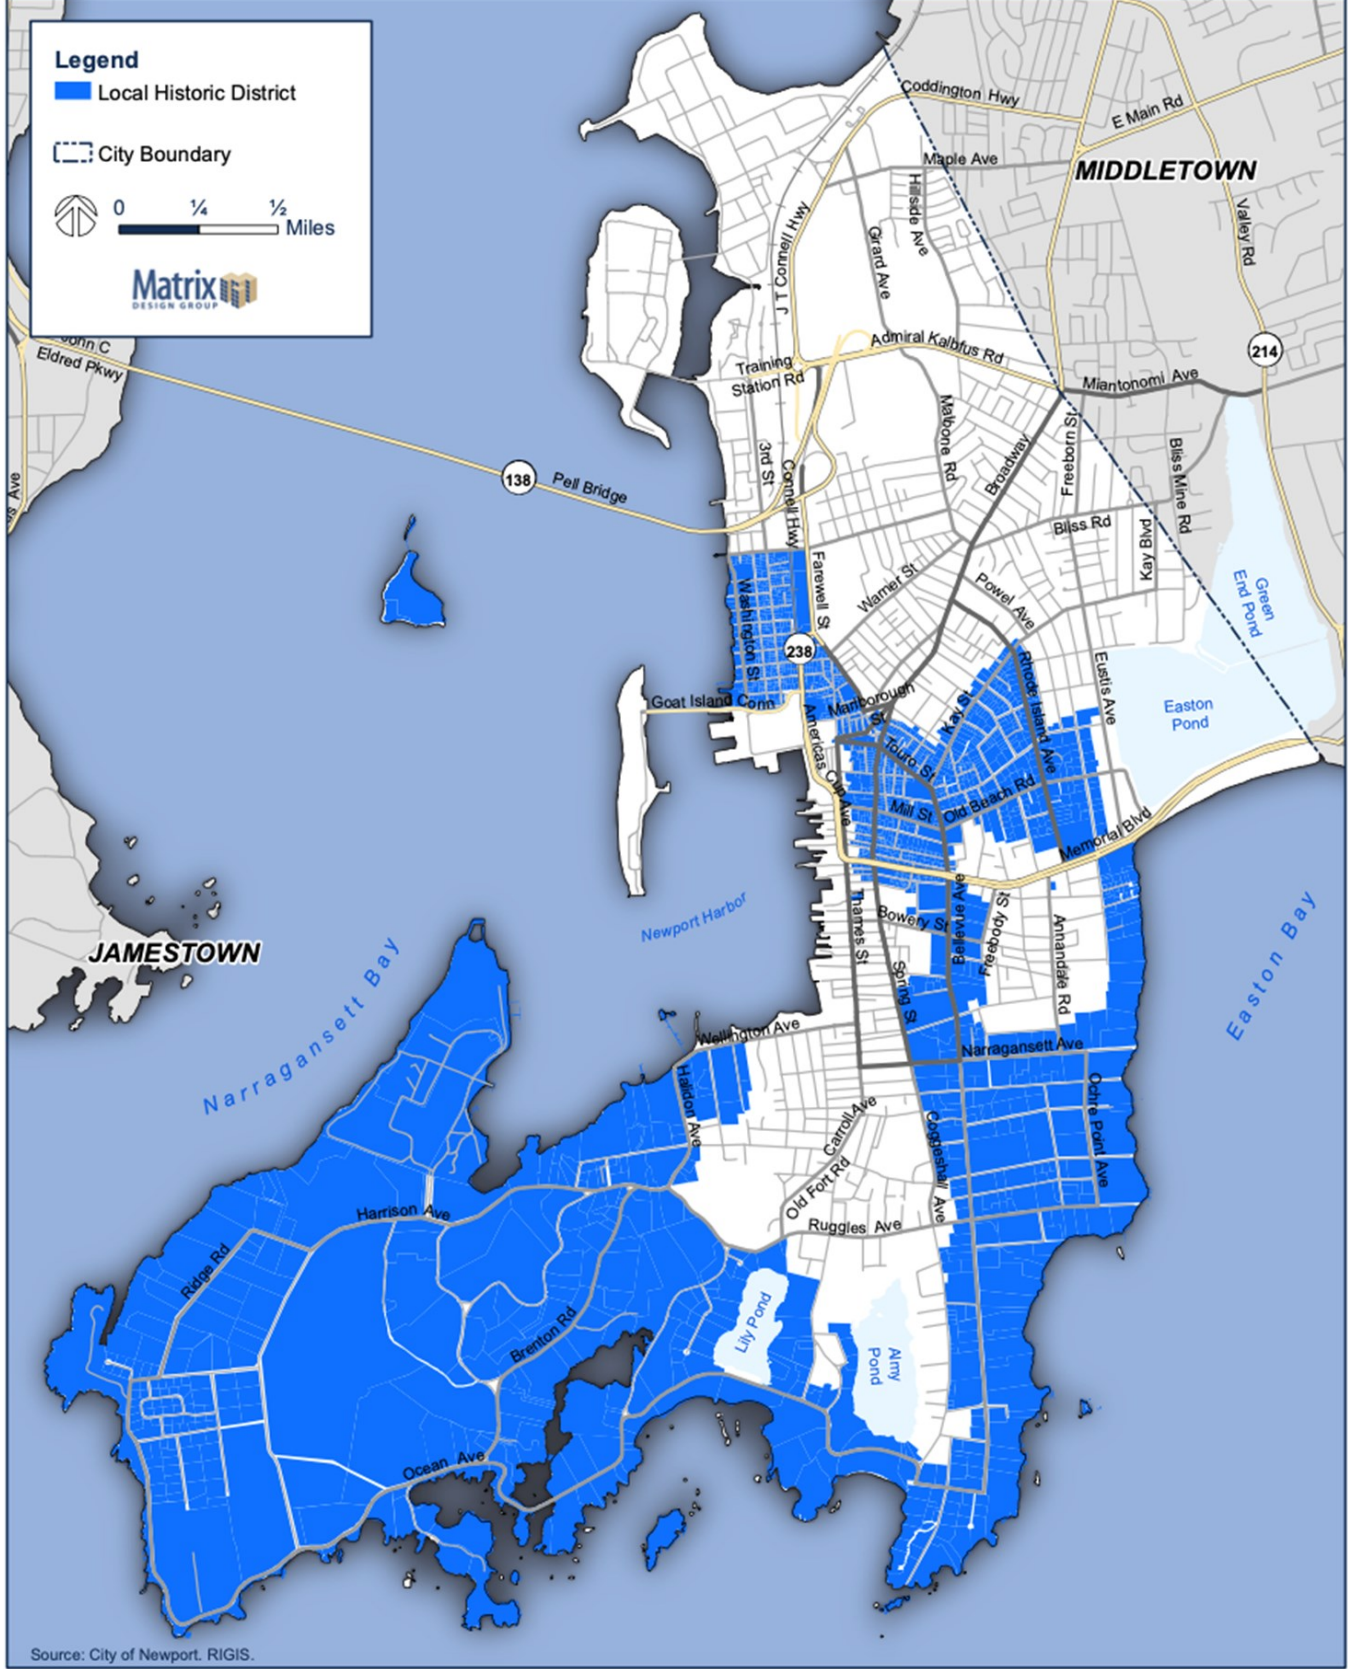 Legend
Local Historic District
City Boundary
0 ¼ ½
Miles
Matrix
DESIGN GROUP
Coddington Hwy
E Main Rd
Maple Ave
MIDDLETOWN
Hillside Ave
Valley Rd
Girard Ave
J T Connell Hwy
John C
Eldred Pkwy
Admiral Kalbfus Rd
Training
Station Rd
214
Miantonomi Ave
Malbone Rd
Broadway
Freeborn St
Bliss Mine Rd
3rd St
Connell Hwy
138
Pell Bridge
Bliss Rd
Kay Blvd
Farewell St
Warner St
Powel Ave
Green
End Pond
Washington St
238
Rhode Island Ave
Eustis Ave
Easton
Pond
Goat Island Conn
Marlborough
St
Kay St
Americas Cup Ave
Touro St
Old Beach Rd
Mill St
Memorial Blvd
Newport Harbor
Thames St
Bowery St
Bellevue Ave
Freebody St
Annandale Rd
JAMESTOWN
Narragansett Bay
Easton Bay
Spring St
Wellington Ave
Narragansett Ave
Halidon Ave
Ochre Point Ave
Carroll Ave
Coggeshall Ave
Old Fort Rd
Harrison Ave
Ruggles Ave
Ridge Rd
Brenton Rd
Lily Pond
Almy
Pond
Ocean Ave
Source: City of Newport. RIGIS.